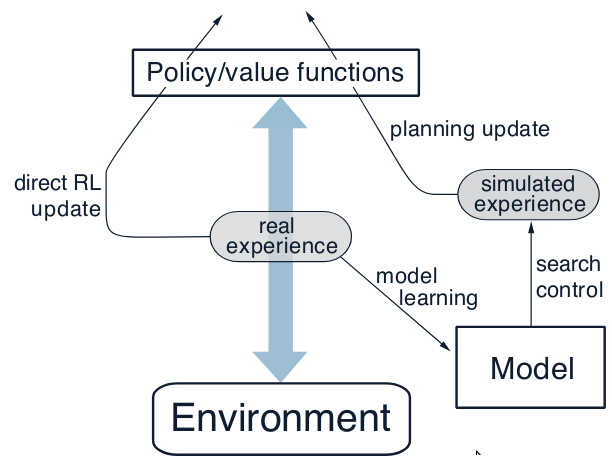 Policy/value functions
planning update
direct RL
update
simulated
experience
real
experience
model
learning
search
control
Model
Environment